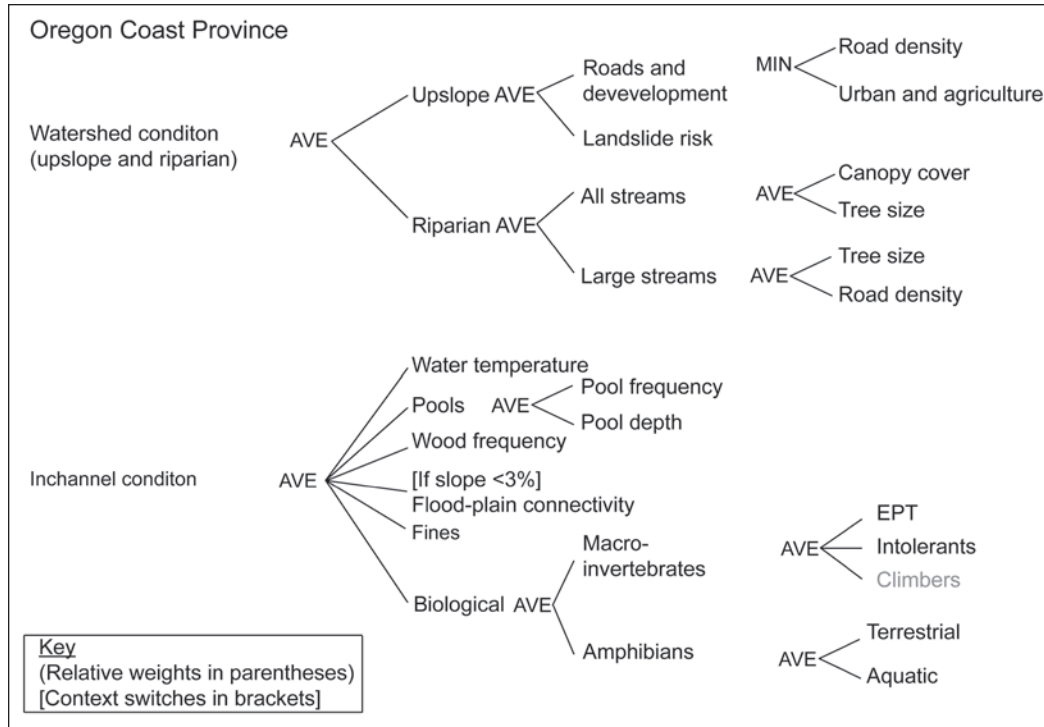 Oregon Coast Province
Watershed conditon
(upslope and riparian)
AVE
Upslope AVE
Roads and
devevelopment
MIN
Road density
Urban and agriculture
Landslide risk
Riparian AVE
All streams
AVE
Canopy cover
Tree size
Large streams
AVE
Tree size
Road density
Inchannel conditon
AVE
Water temperature
Pools AVE
Pool frequency
Pool depth
Wood frequency
[If slope <3%]
Flood-plain connectivity
Fines
Biological AVE
Macro-
invertebrates
AVE
EPT
Intolerants
Climbers
Amphibians
AVE
Terrestrial
Aquatic
Key
(Relative weights in parentheses)
[Context switches in brackets]